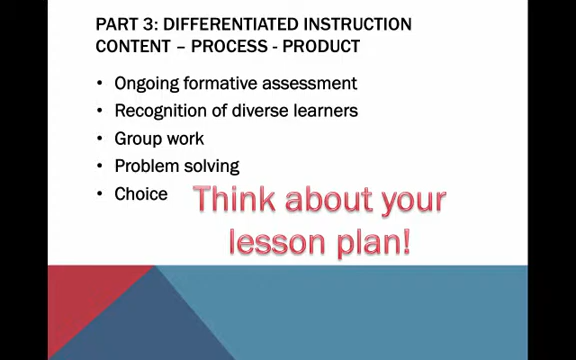 PART 3: DIFFERENTIATED INSTRUCTION
CONTENT – PROCESS - PRODUCT
• Ongoing formative assessment
• Recognition of diverse learners
• Group work
• Problem solving
• Choice
Think about your
lesson plan!